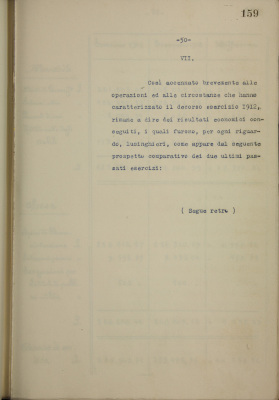 159
-50-
VII.
Così accennato brevemente alle
operazioni ed alle circostanze che hanno
caratterizzato il decorso esercizio 1912,
rimane a dire dei risultati economici con-
seguiti, i quali furono, per ogni riguar-
do, lusinghieri, come appare dal seguente
prospetto comparativo dei due ultimi pas-
sati esercizi:
( Segue retro )